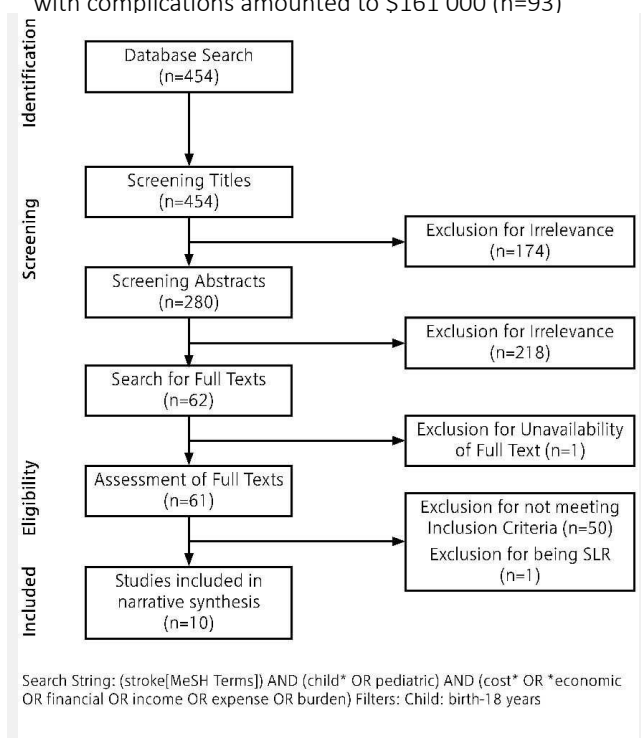 with complications amounted to $161 000 (n=93)
Identification
Database Search
(n=454)
Screening
Screening Titles
(n=454)
Exclusion for Irrelevance
(n=174)
Screening Abstracts
(n=280)
Exclusion for Irrelevance
(n=218)
Search for Full Texts
(n=62)
Exclusion for Unavailability
of Full Text (n=1)
Eligibility
Assessment of Full Texts
(n=61)
Exclusion for not meeting
Inclusion Criteria (n=50)
Exclusion for being SLR
(n=1)
Included
Studies included in
narrative synthesis
(n=10)
Search String: (stroke[MeSH Terms]) AND (child* OR pediatric) AND (cost* OR *economic
OR financial OR income OR expense OR burden) Filters: Child: birth-18 years